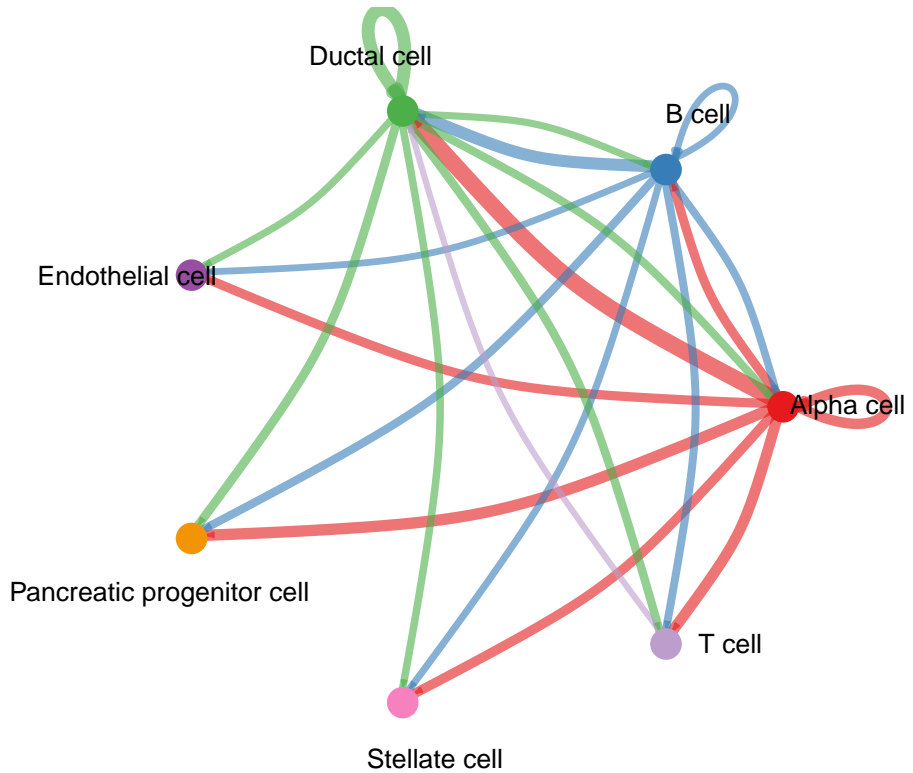 Ductal cell
B cell
Endothelial cell
Alpha cell
Pancreatic progenitor cell
T cell
Stellate cell